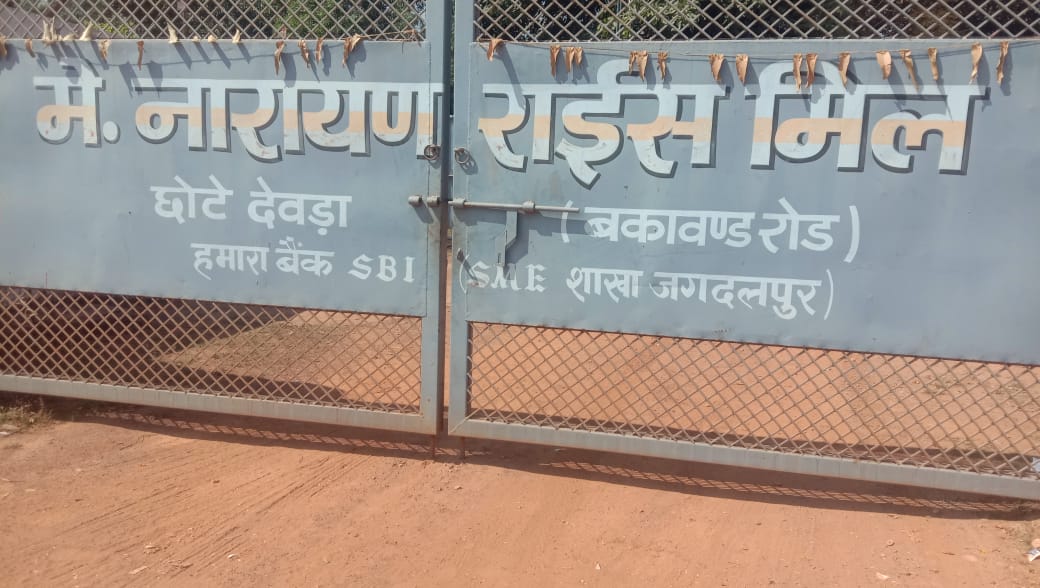 मे. नारायण राईस मिल
छोटे देवड़ा ( बकावण्ड रोड )
हमारा बैंक SBI (SME शाखा जगदलपुर)